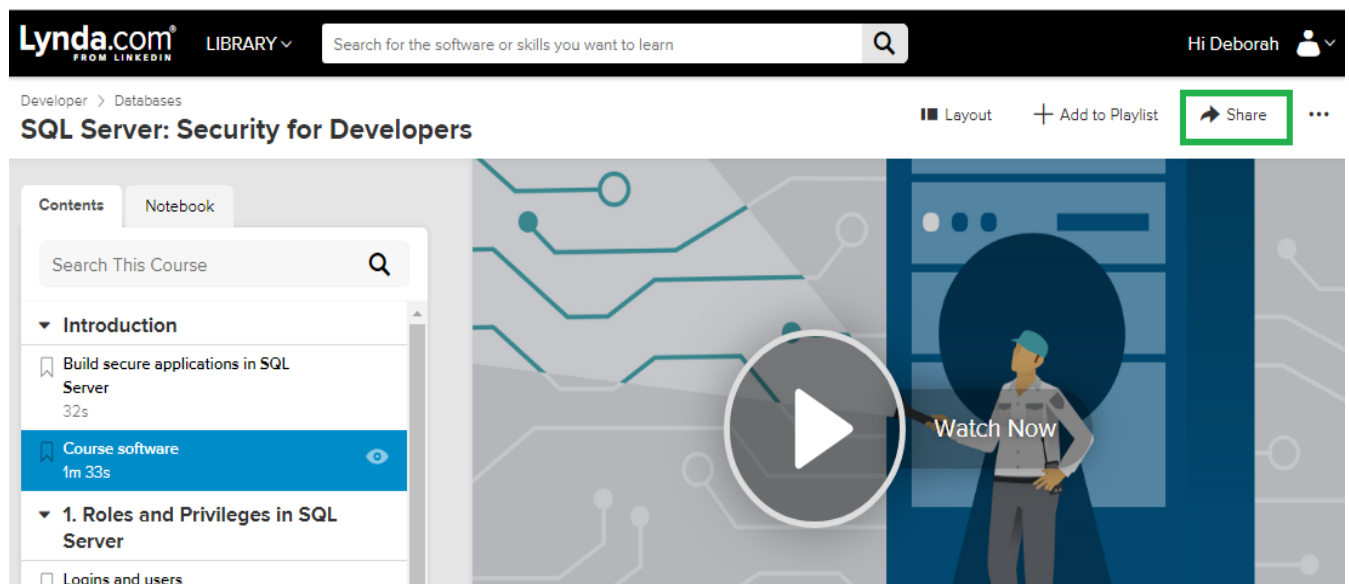 Lynda.com®
FROM LINKEDIN
LIBRARY
Search for the software or skills you want to learn
Hi Deborah
Developer > Databases
SQL Server: Security for Developers
Layout
Add to Playlist
Share
Contents
Notebook
Search This Course
Introduction
Build secure applications in SQL
Server
32s
Course software
1m 33s
1. Roles and Privileges in SQL
Server
Logins and users
Watch Now